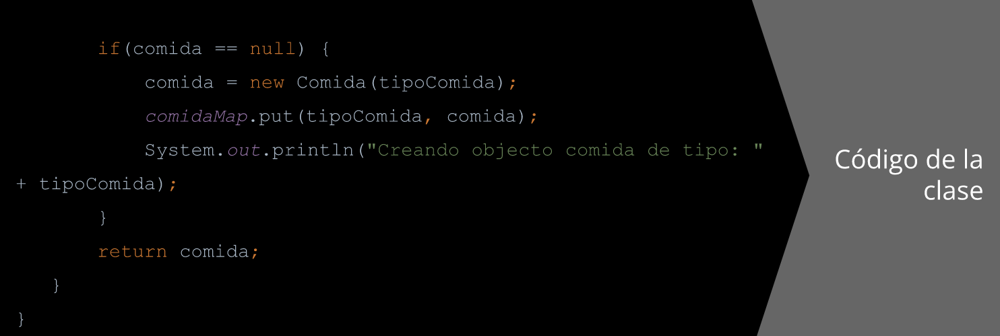 if(comida == null) {
comida = new Comida(tipoComida);
comidaMap.put(tipoComida, comida);
System.out.println("Creando objecto comida de tipo: "
+ tipoComida);
}
return comida;
}
}
Código de la
clase